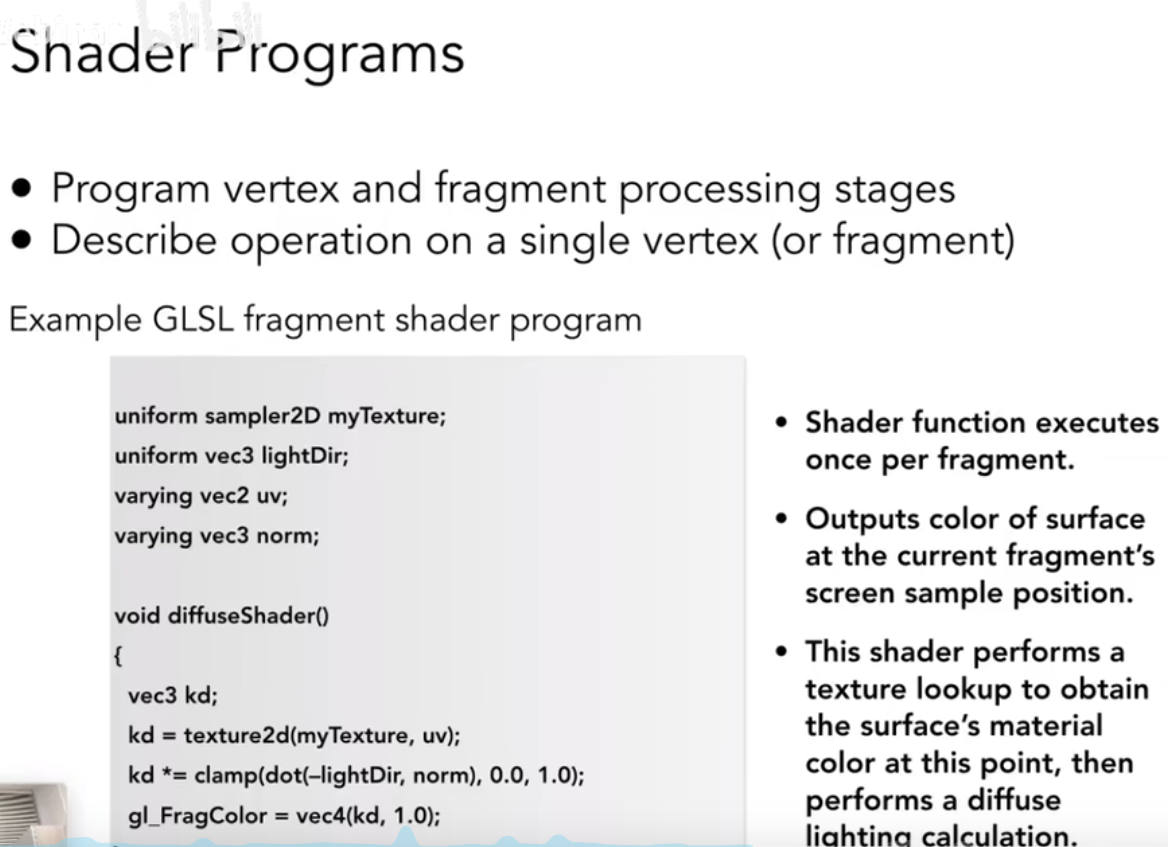 Shader Programs
● Program vertex and fragment processing stages
● Describe operation on a single vertex (or fragment)
Example GLSL fragment shader program
uniform sampler2D myTexture;
uniform vec3 lightDir;
varying vec2 uv;
varying vec3 norm;
void diffuseShader()
{
vec3 kd;
kd = texture2d(myTexture, uv);
kd *= clamp(dot(–lightDir, norm), 0.0, 1.0);
gl_FragColor = vec4(kd, 1.0);
• Shader function executes
once per fragment.
• Outputs color of surface
at the current fragment's
screen sample position.
• This shader performs a
texture lookup to obtain
the surface's material
color at this point, then
performs a diffuse
lighting calculation.